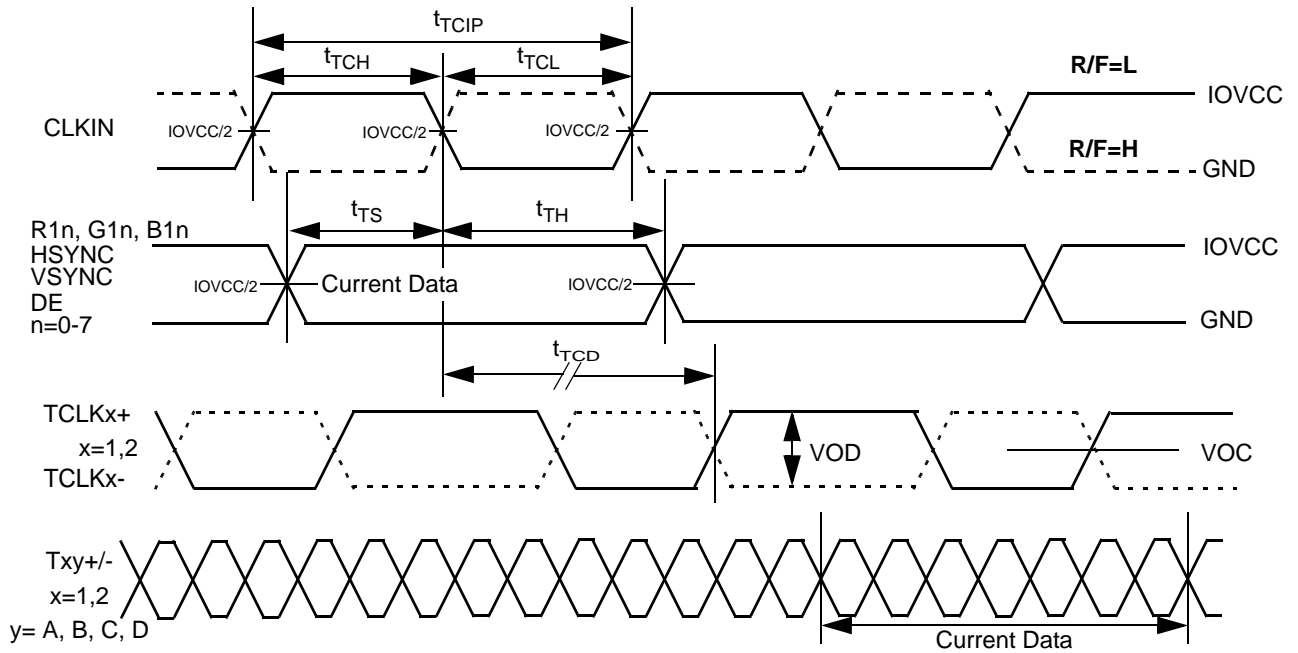 tTCIP
tTCH
tTCL
R/F=L
IOVCC
CLKIN
IOVCC/2
IOVCC/2
IOVCC/2
R/F=H
GND
tTS
tTH
R1n, G1n, B1n
HSYNC
VSYNC
DE
n=0-7
IOVCC/2
Current Data
IOVCC/2
IOVCC
GND
tTCD
TCLKx+
x=1,2
TCLKx-
VOD
VOC
Txy+/-
x=1,2
y= A, B, C, D
Current Data